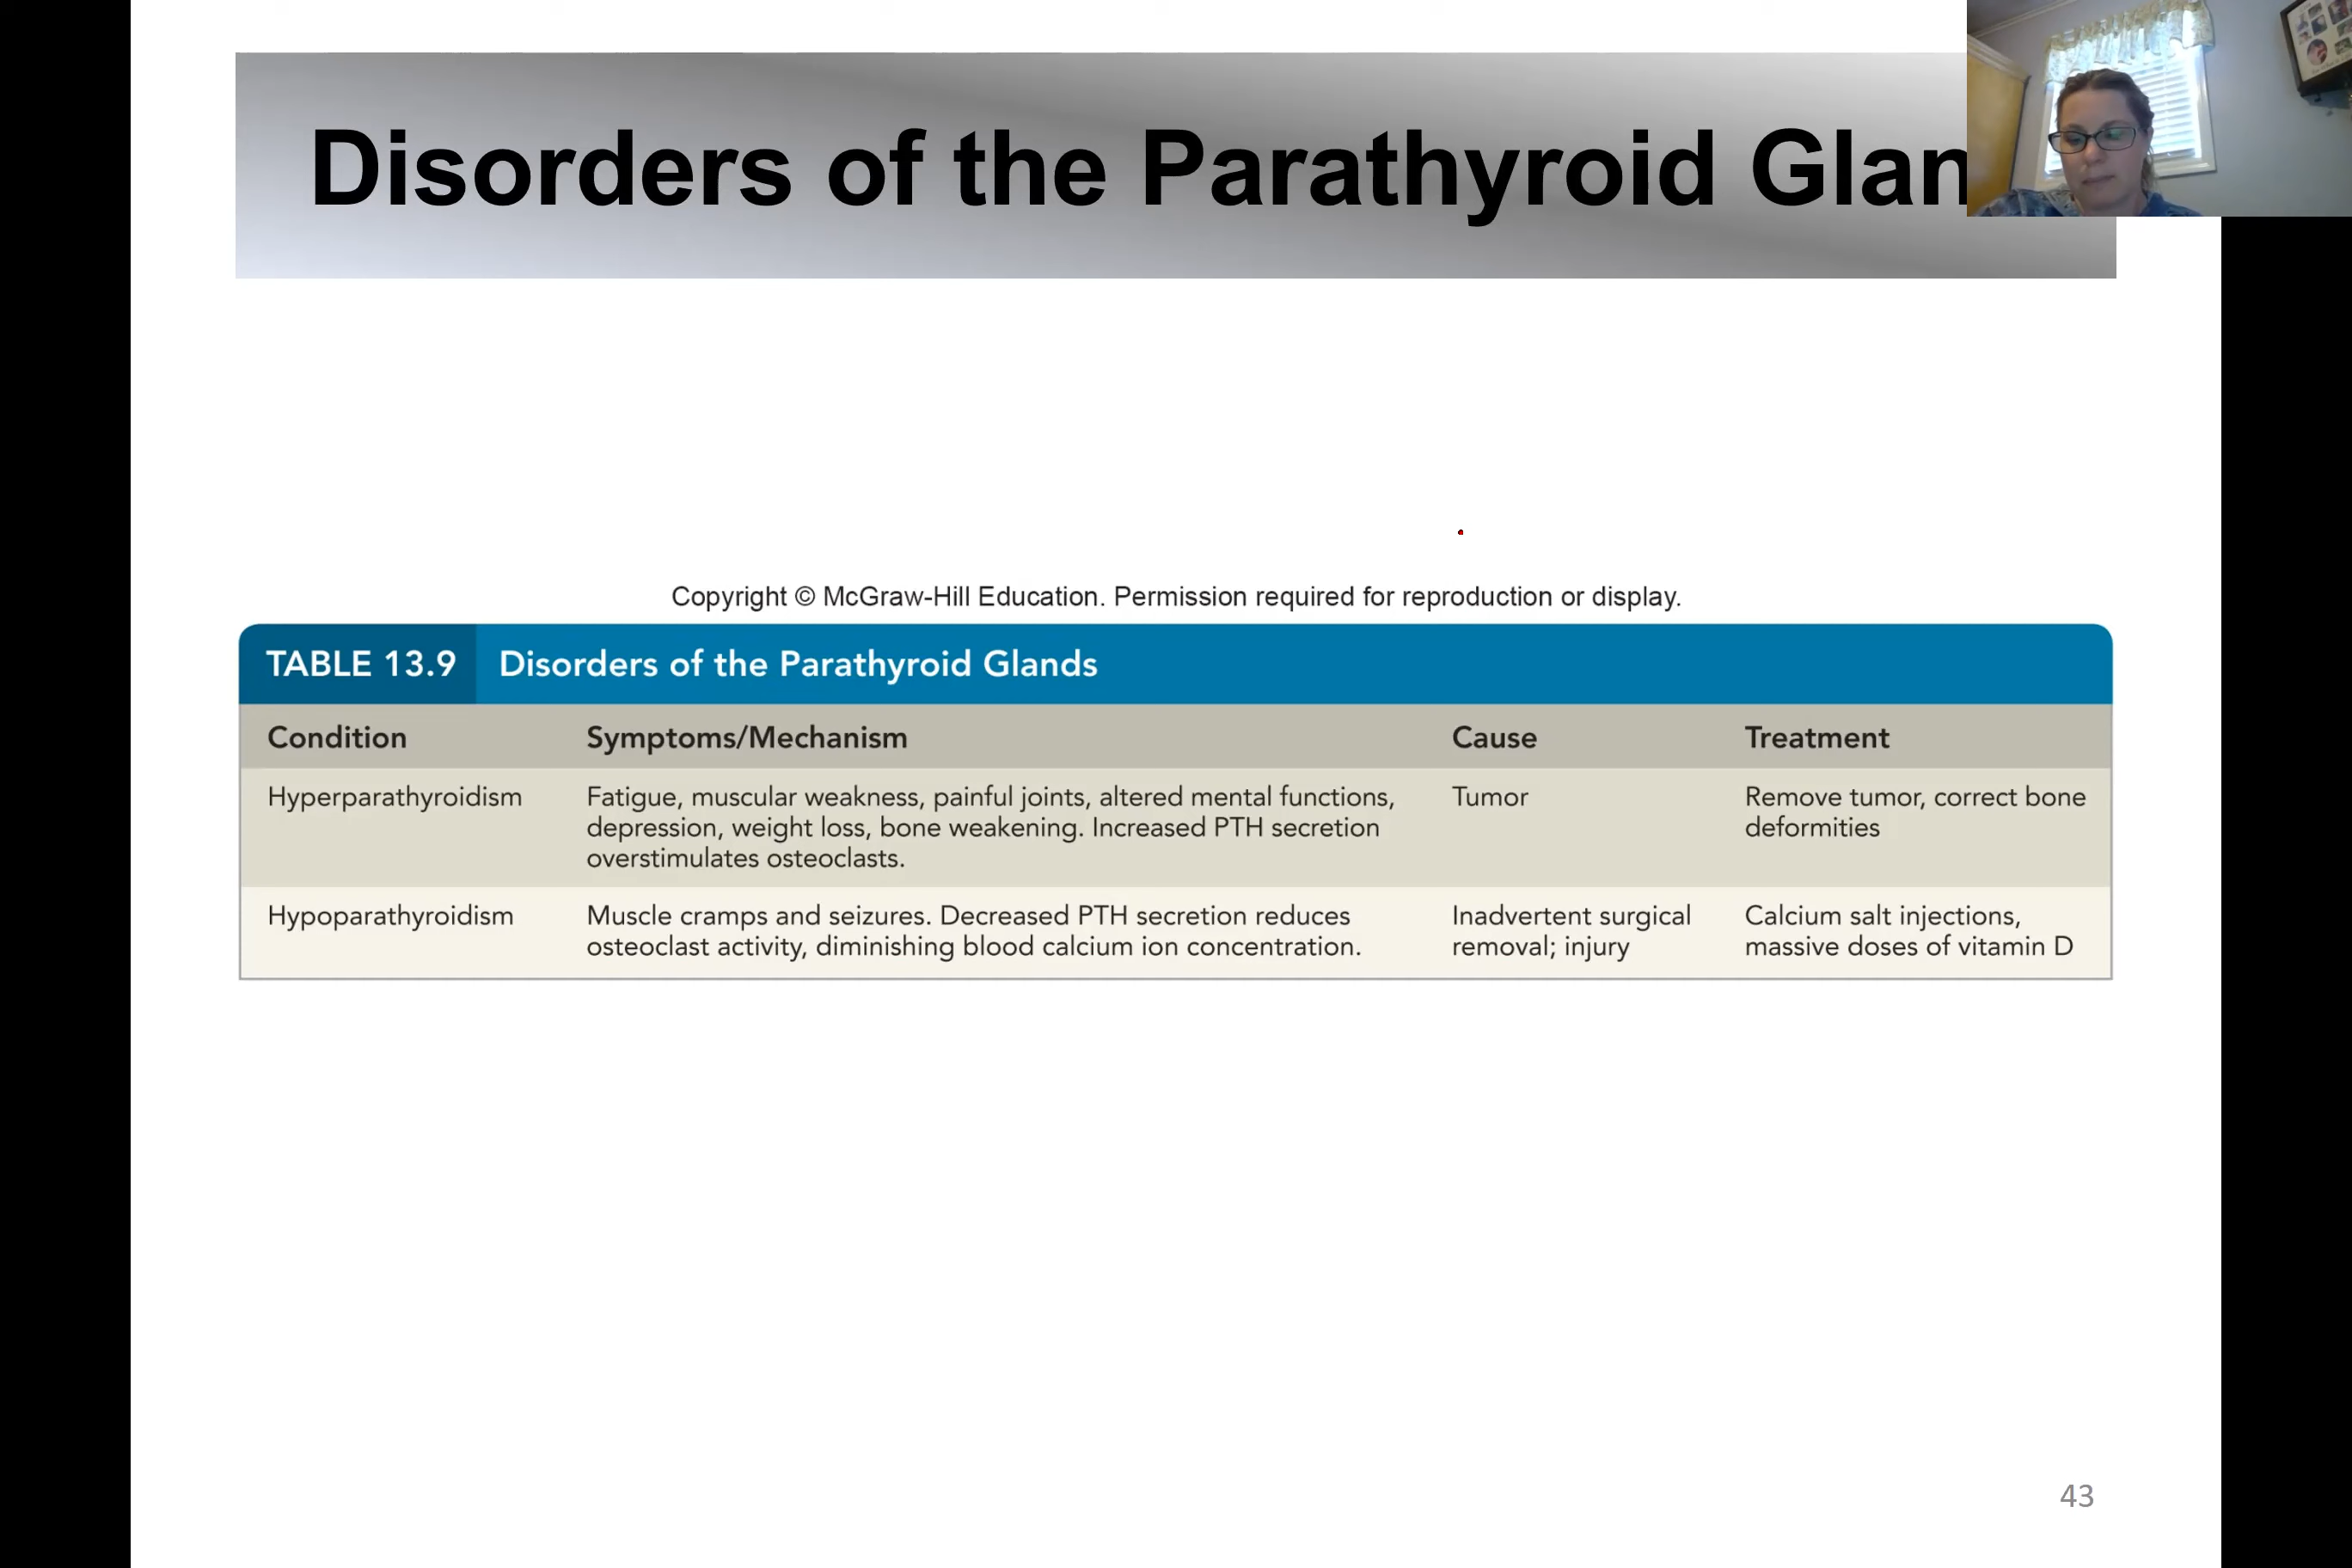 Disorders of the Parathyroid Glan
Copyright © McGraw-Hill Education. Permission required for reproduction or display.
TABLE 13.9 Disorders of the Parathyroid Glands
Condition Symptoms/Mechanism Cause Treatment
Hyperparathyroidism Fatigue, muscular weakness, painful joints, altered mental functions, Tumor Remove tumor, correct bone
depression, weight loss, bone weakening. Increased PTH secretion deformities
overstimulates osteoclasts.
Hypoparathyroidism Muscle cramps and seizures. Decreased PTH secretion reduces Inadvertent surgical Calcium salt injections,
osteoclast activity, diminishing blood calcium ion concentration. removal; injury massive doses of vitamin D
43